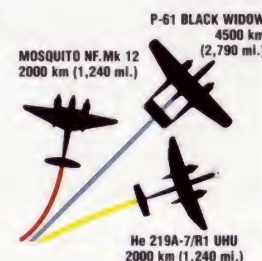 P-61 BLACK WIDOW
4500 km
(2,790 mi.)
MOSQUITO NF.Mk 12
2000 km (1,240 mi.)
He 219A-7/R1 UHU
2000 km (1,240 mi.)